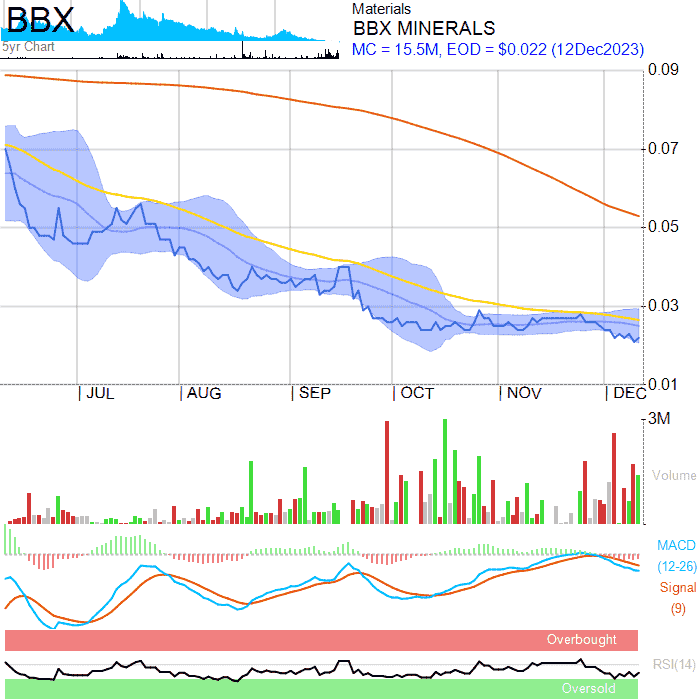 BBX
5yr Chart
Materials
BBX MINERALS
MC = 15.5M, EOD = $0.022 (12Dec2023)
0.09
0.07
0.05
0.03
0.01
| JUL | AUG | SEP | OCT | NOV | DEC
3M
Volume
MACD
(12-26)
Signal
(9)
Overbought
RSI(14)
Oversold